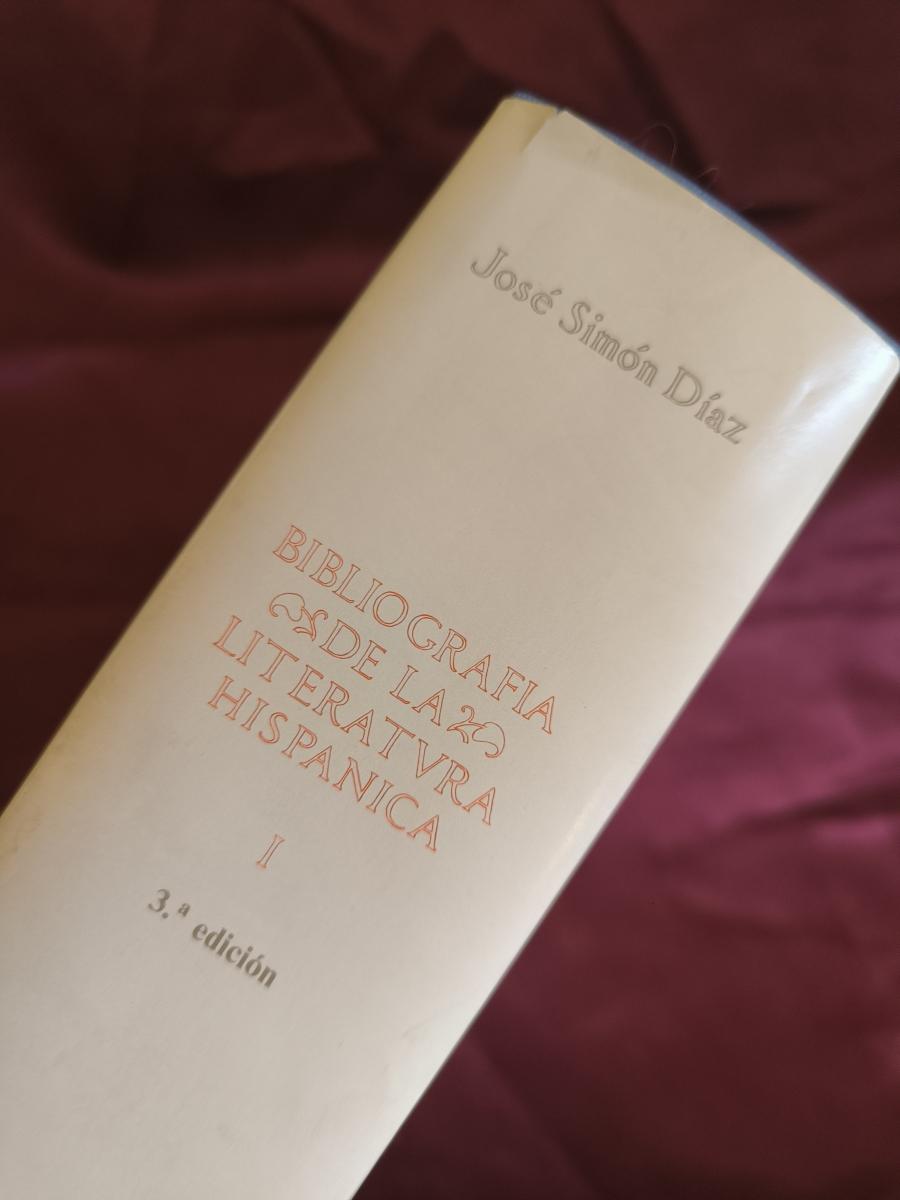 José Simón Díaz
BIBLIOGRAFIA
DE LA
LITERATVRA
HISPANICA
I
3.ª edición